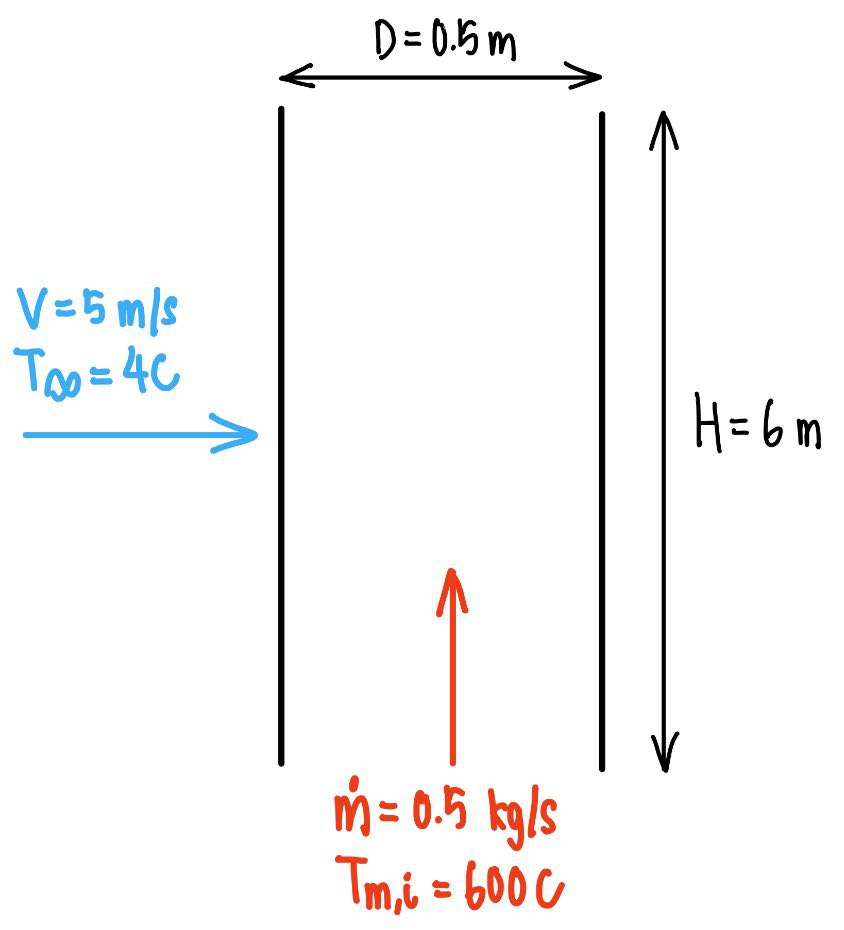 D = 0.5 m
V = 5 m/s
T∞ = 4C
H = 6 m
ṁ = 0.5 kg/s
Tm,i = 600 C